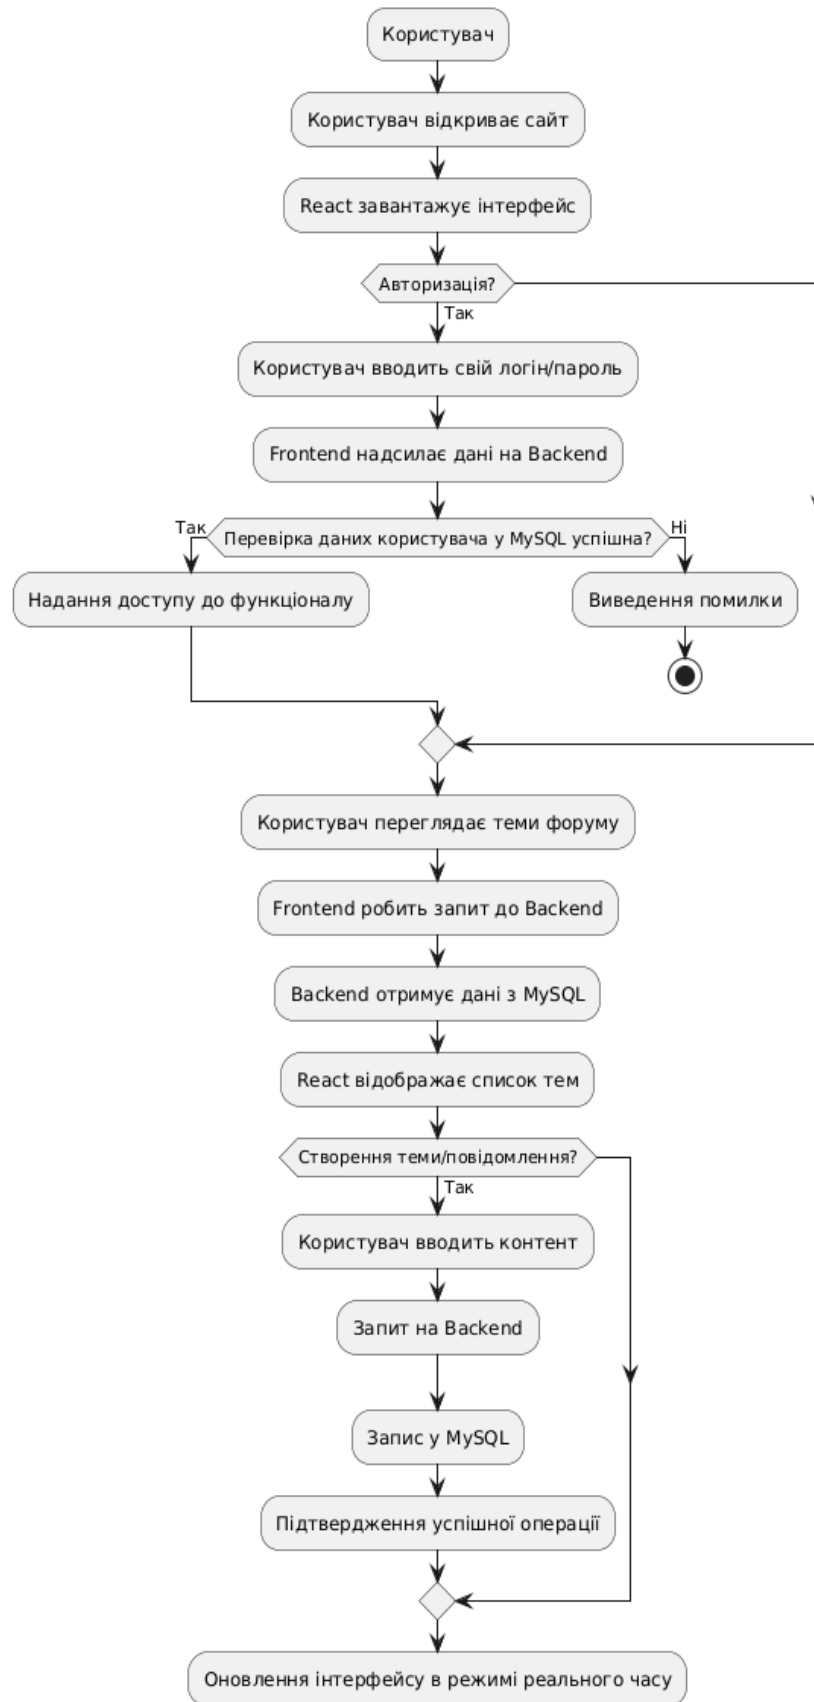 Користувач
Користувач відкриває сайт
React завантажує інтерфейс
Авторизація?
Так
Користувач вводить свій логін/пароль
Frontend надсилає дані на Backend
Так
Перевірка даних користувача у MySQL успішна?
Ні
Надання доступу до функціоналу
Виведення помилки
Користувач переглядає теми форуму
Frontend робить запит до Backend
Backend отримує дані з MySQL
React відображає список тем
Створення теми/повідомлення?
Так
Користувач вводить контент
Запит на Backend
Запис у MySQL
Підтвердження успішної операції
Оновлення інтерфейсу в режимі реального часу